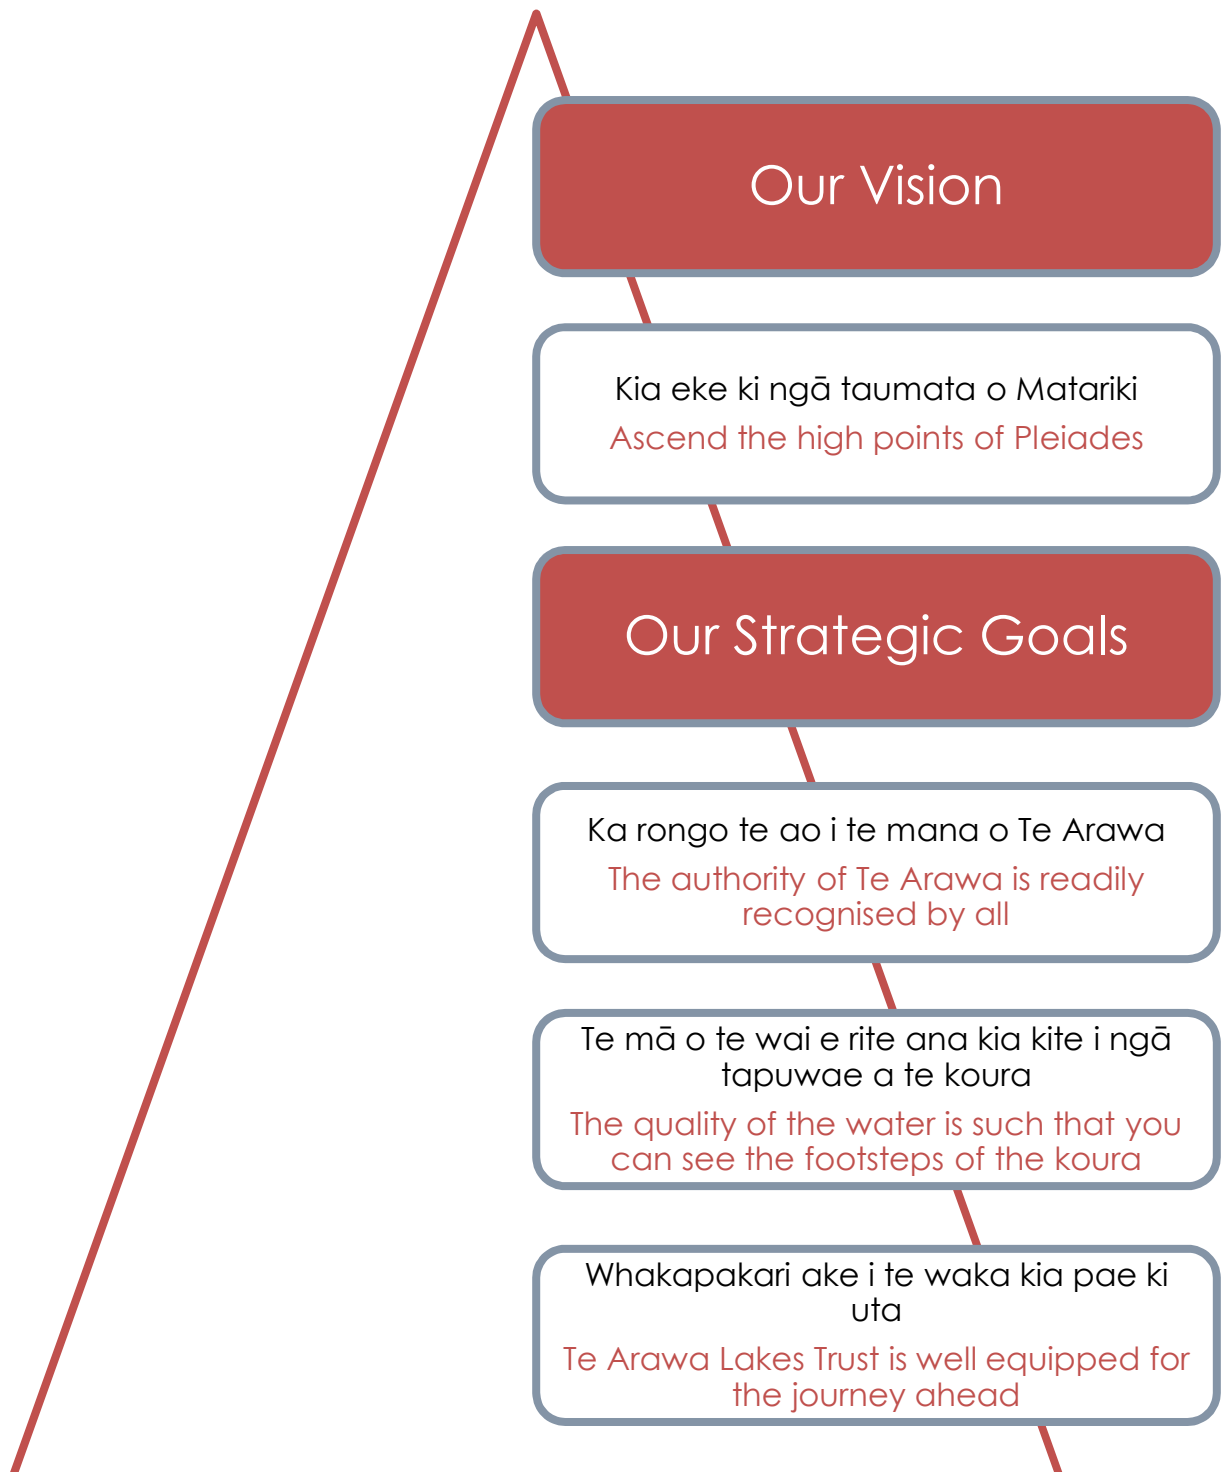 Our Vision
Kia eke ki ngā taumata o Matariki
Ascend the high points of Pleiades
Our Strategic Goals
Ka rongo te ao i te mana o Te Arawa
The authority of Te Arawa is readily
recognised by all
Te mā o te wai e rite ana kia kite i ngā
tapuwae a te koura
The quality of the water is such that you
can see the footsteps of the koura
Whakapakari ake i te waka kia pae ki
uta
Te Arawa Lakes Trust is well equipped for
the journey ahead